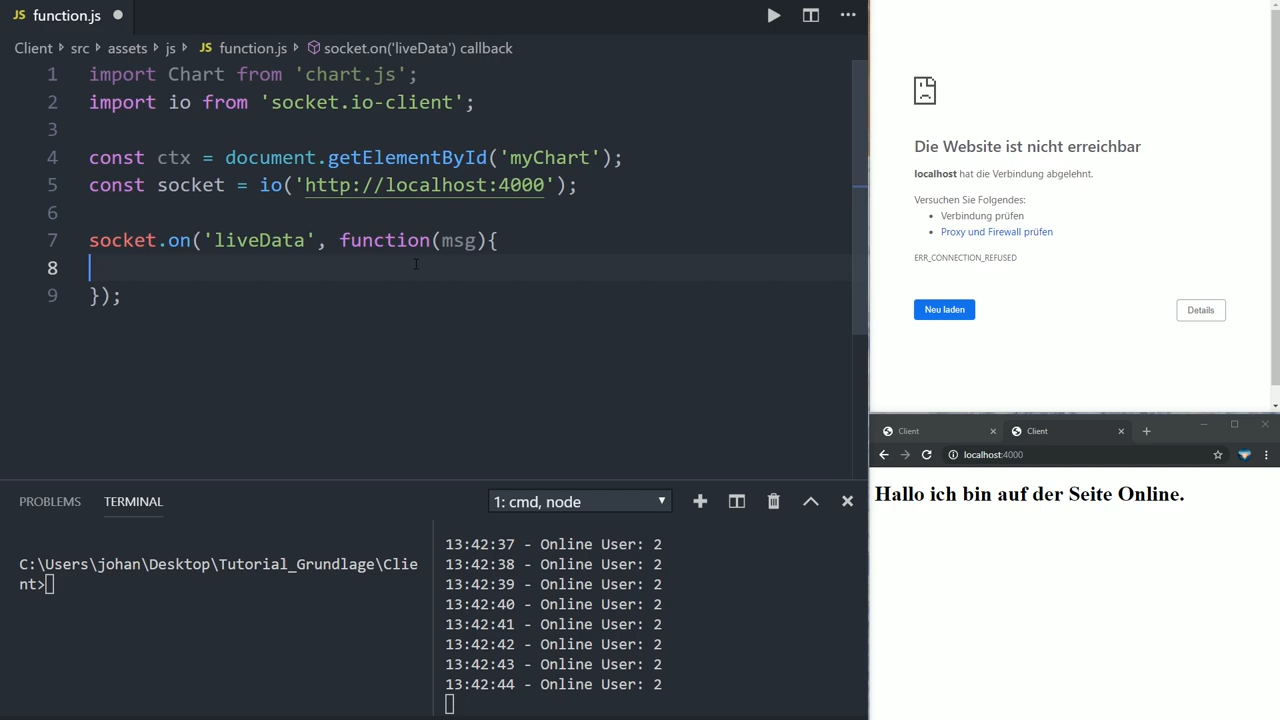 JS function.js
Client src assets js JS function.js socket.on('liveData') callback
1 import Chart from 'chart.js';
2 import io from 'socket.io-client';
3
4 const ctx = document.getElementById('myChart');
5 const socket = io('http://localhost:4000');
6
7 socket.on('liveData', function(msg){
8
9 });
PROBLEMS TERMINAL 1: cmd, node
C:\Users\johan\Desktop\Tutorial_Grundlage\Clie
nt>
13:42:37 - Online User: 2
13:42:38 - Online User: 2
13:42:39 - Online User: 2
13:42:40 - Online User: 2
13:42:41 - Online User: 2
13:42:42 - Online User: 2
13:42:43 - Online User: 2
13:42:44 - Online User: 2
Die Website ist nicht erreichbar
localhost hat die Verbindung abgelehnt.
Versuchen Sie Folgendes:
• Verbindung prüfen
• Proxy und Firewall prüfen
ERR_CONNECTION_REFUSED
Neu laden Details
Client Client
localhost:4000
Hallo ich bin auf der Seite Online.